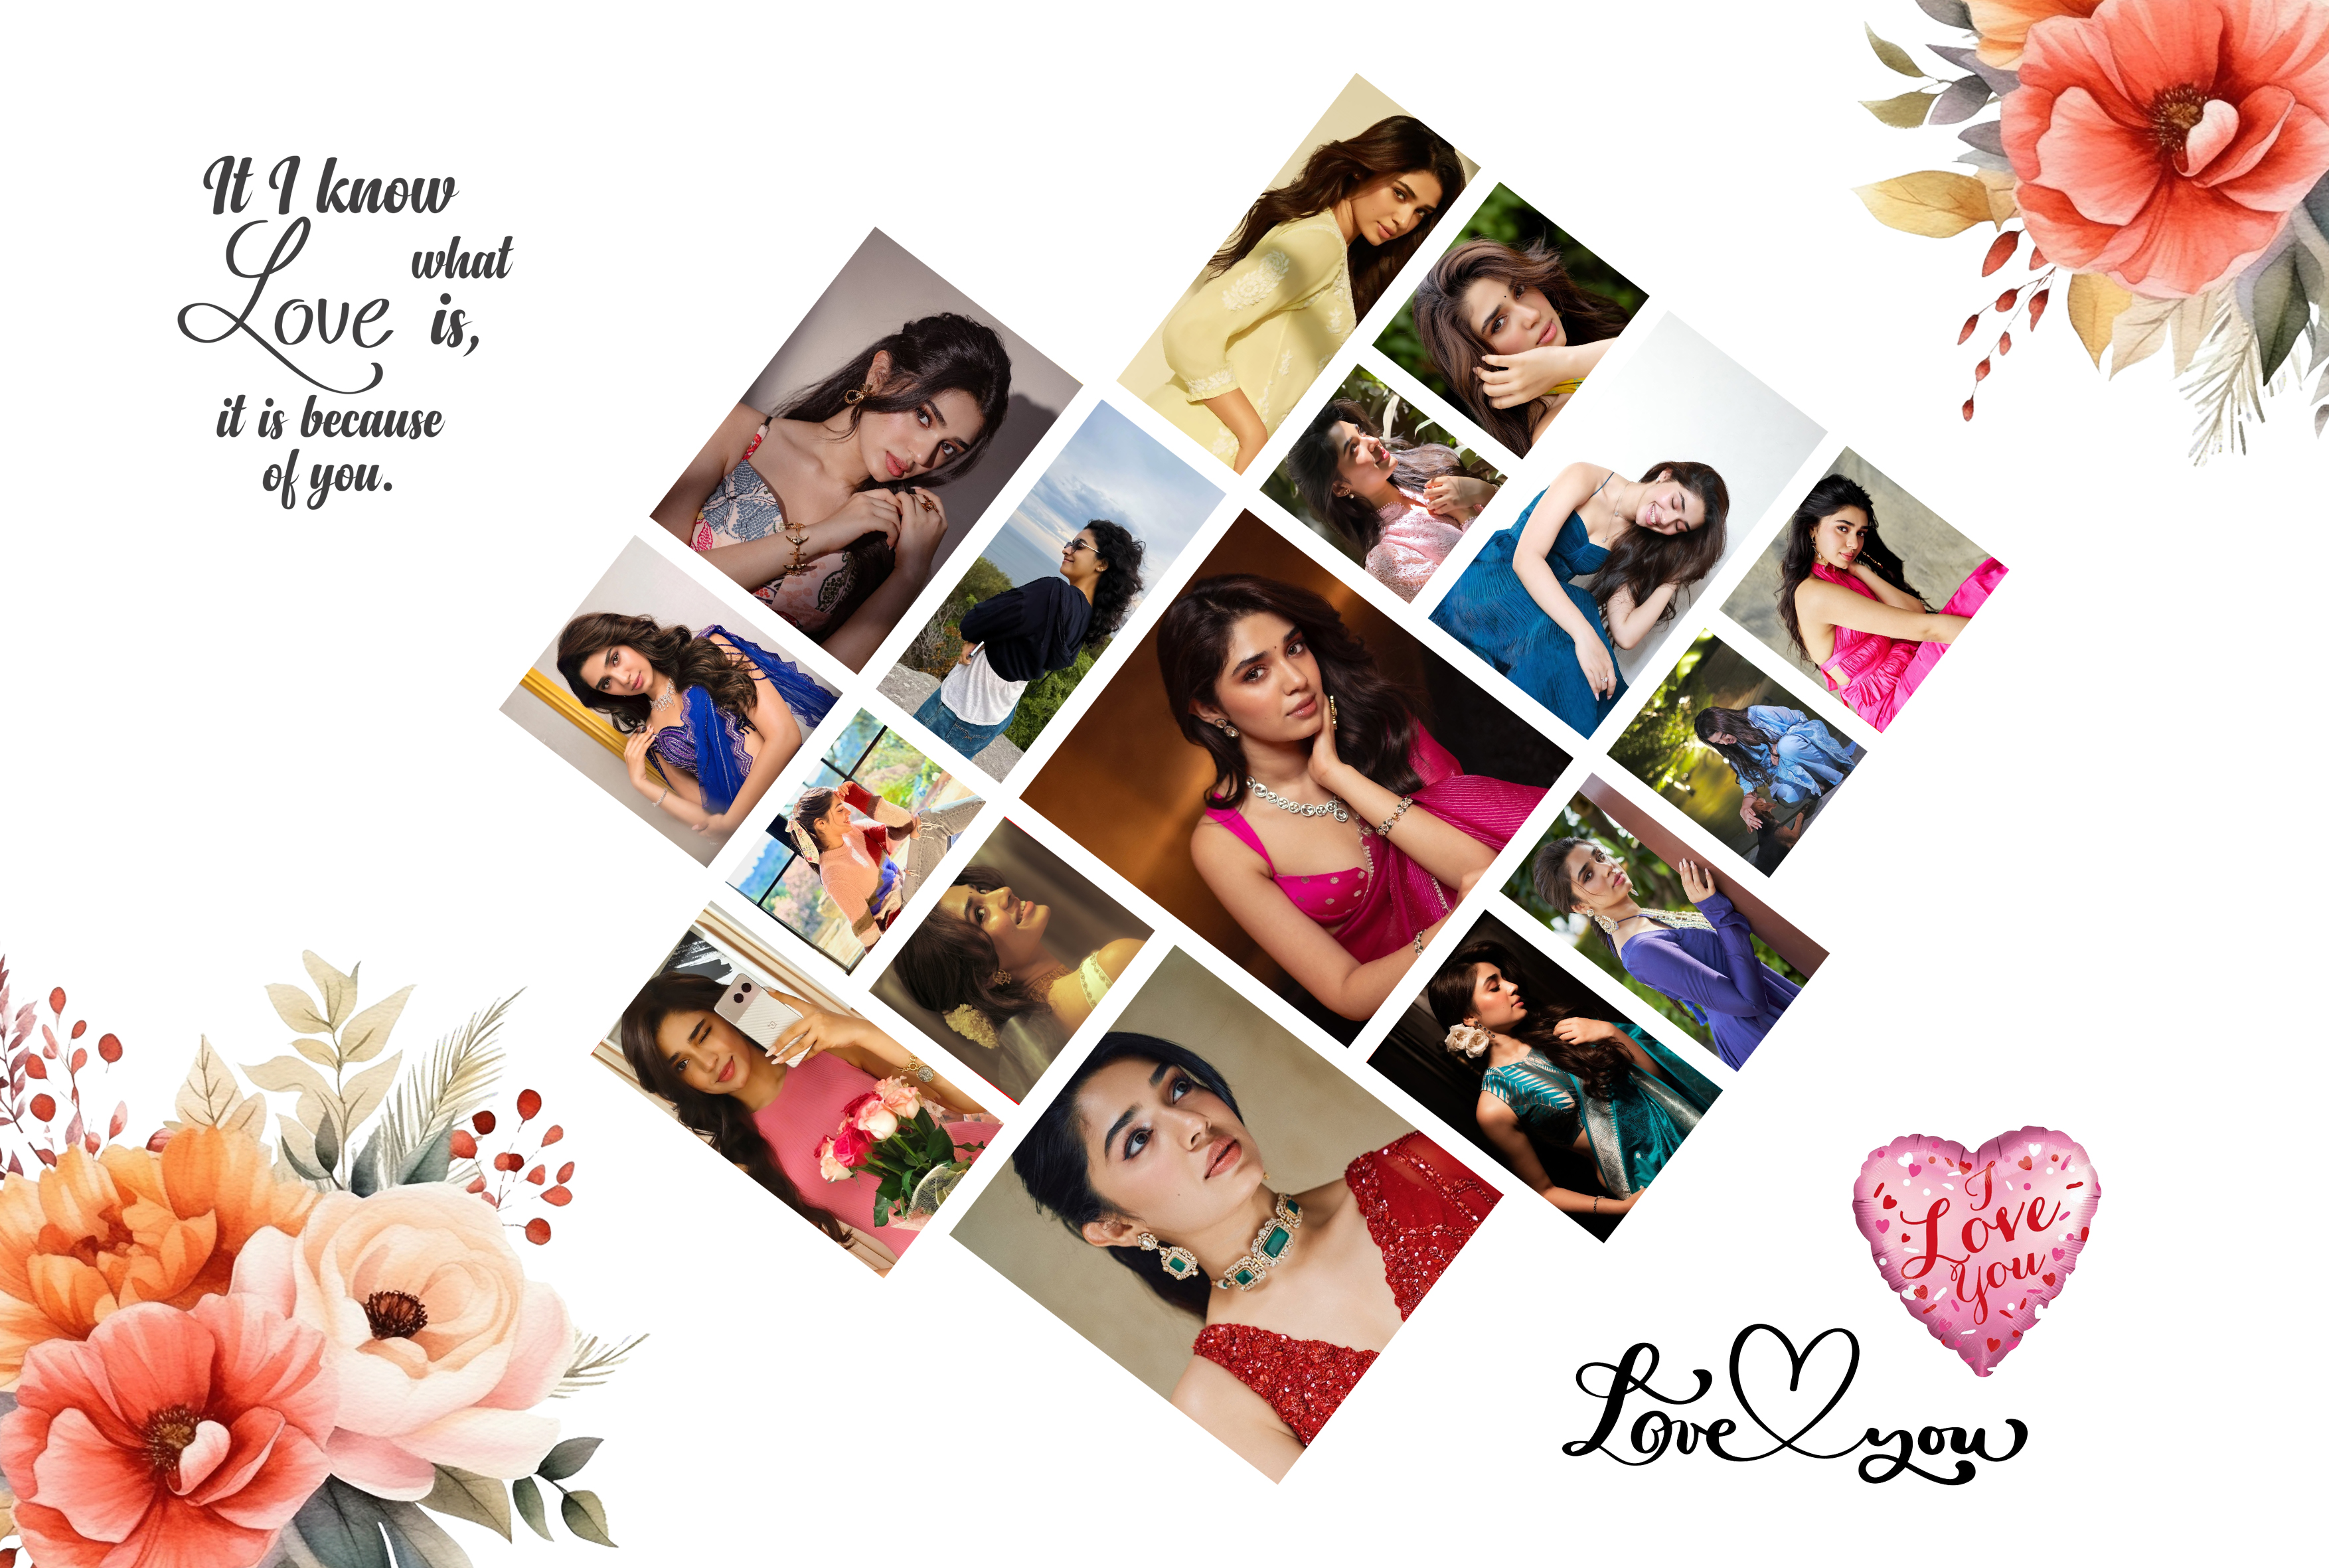 It I know
Love what
is,
it is because
of you.
I
Love
You
Love you